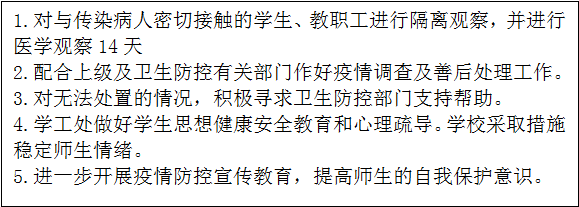 1.对与传染病人密切接触的学生、教职工进行隔离观察，并进行
医学观察 14 天
2.配合上级及卫生防控有关部门作好疫情调查及善后处理工作。
3.对无法处置的情况，积极寻求卫生防控部门支持帮助。
4.学工处做好学生思想健康安全教育和心理疏导。学校采取措施
稳定师生情绪。
5.进一步开展疫情防控宣传教育，提高师生的自我保护意识。